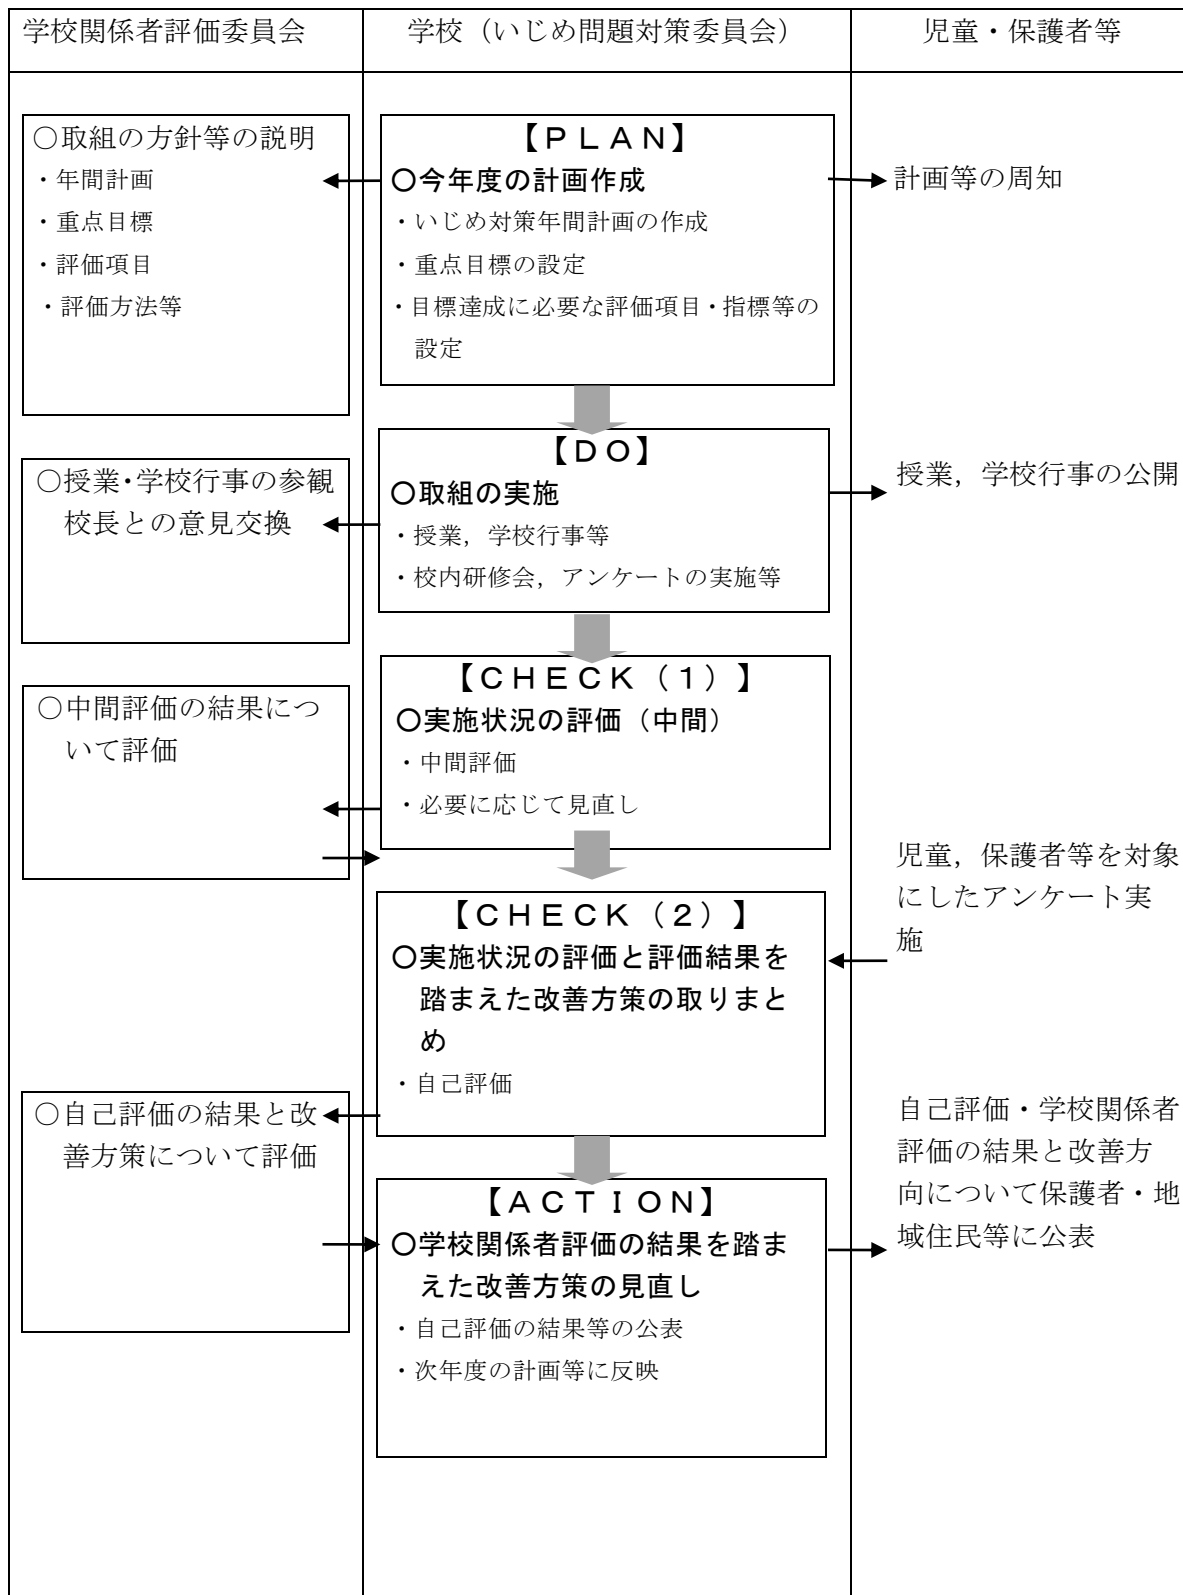 学校関係者評価委員会
学校（いじめ問題対策委員会）
児童・保護者等
○取組の方針等の説明
・年間計画
・重点目標
・評価項目
・評価方法等
【ＰＬＡＮ】
○今年度の計画作成
・いじめ対策年間計画の作成
・重点目標の設定
・目標達成に必要な評価項目・指標等の
設定
計画等の周知
○授業・学校行事の参観
校長との意見交換
【ＤＯ】
○取組の実施
・授業，学校行事等
・校内研修会，アンケートの実施等
授業，学校行事の公開
○中間評価の結果につ
いて評価
【ＣＨＥＣＫ（１）】
○実施状況の評価（中間）
・中間評価
・必要に応じて見直し
児童，保護者等を対象
にしたアンケート実
施
【ＣＨＥＣＫ（２）】
○実施状況の評価と評価結果を
踏まえた改善方策の取りまと
め
・自己評価
○自己評価の結果と改
善方策について評価
自己評価・学校関係者
評価の結果と改善方
向について保護者・地
域住民等に公表
【ＡＣＴＩＯＮ】
○学校関係者評価の結果を踏ま
えた改善方策の見直し
・自己評価の結果等の公表
・次年度の計画等に反映